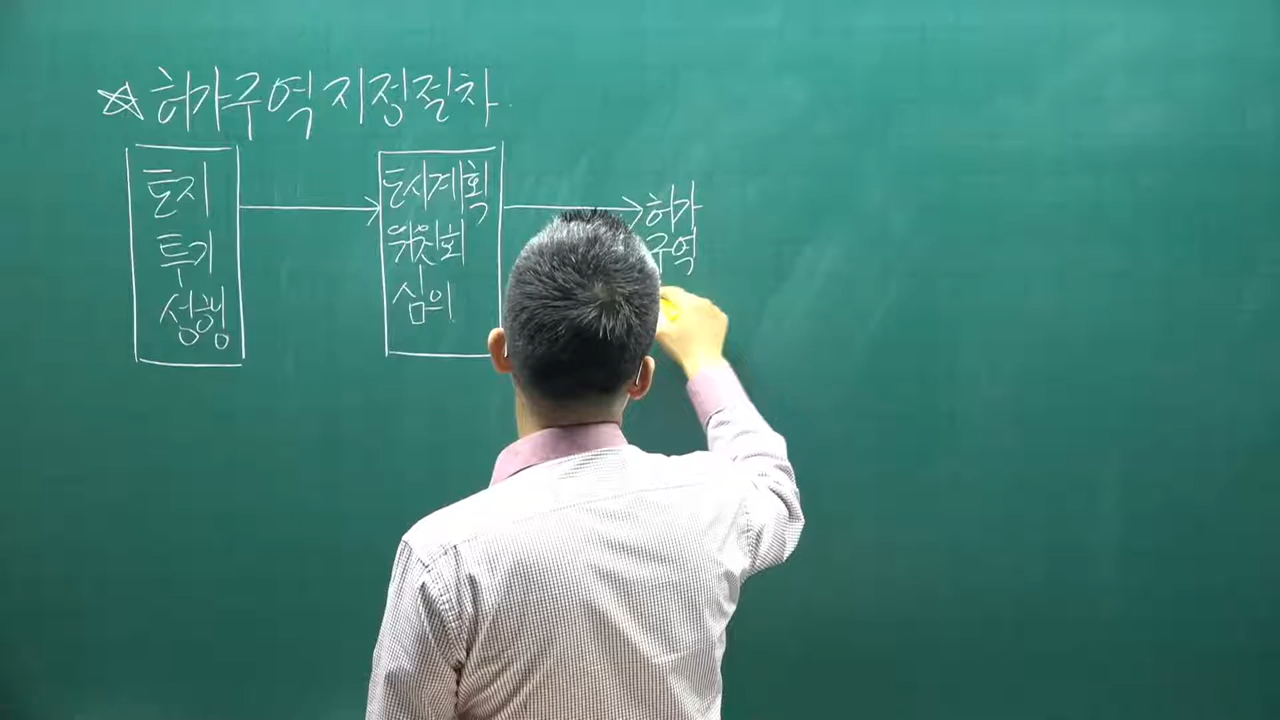 ☆ 허가구역 지정절차
토지
투기
성행
도시계획
위원회
심의
허가
구역